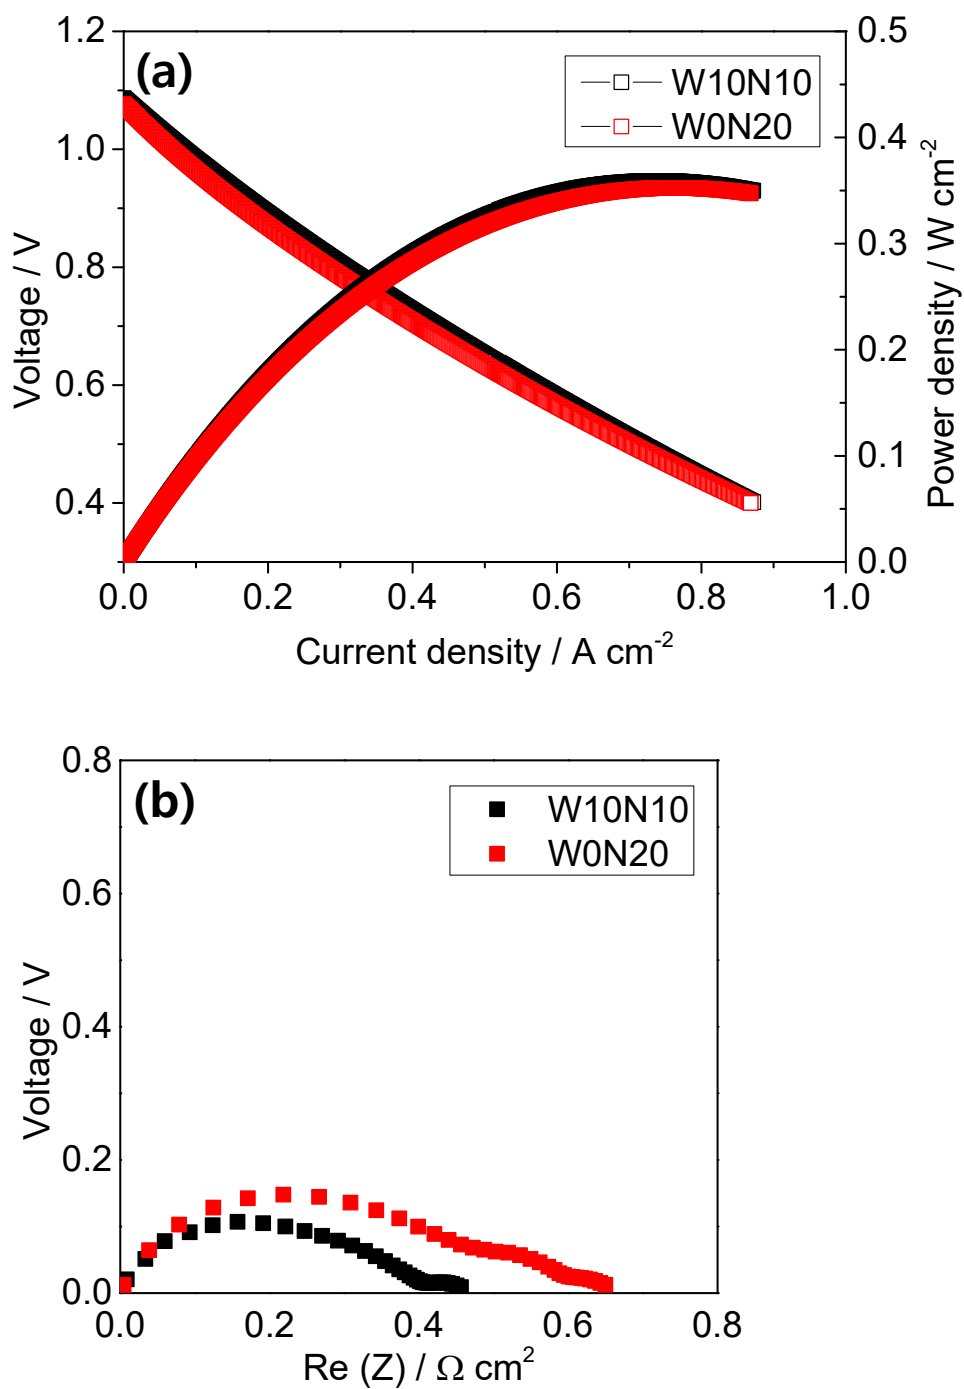 (a)
W10N10
W0N20
1.2
1.0
0.8
0.6
0.4
Voltage / V
0.5
0.4
0.3
0.2
0.1
0.0
Power density / W cm-2
0.0 0.2 0.4 0.6 0.8 1.0
Current density / A cm-2
(b)
W10N10
W0N20
0.8
0.6
0.4
0.2
0.0
Voltage / V
0.0 0.2 0.4 0.6 0.8
Re (Z) / Ω cm2